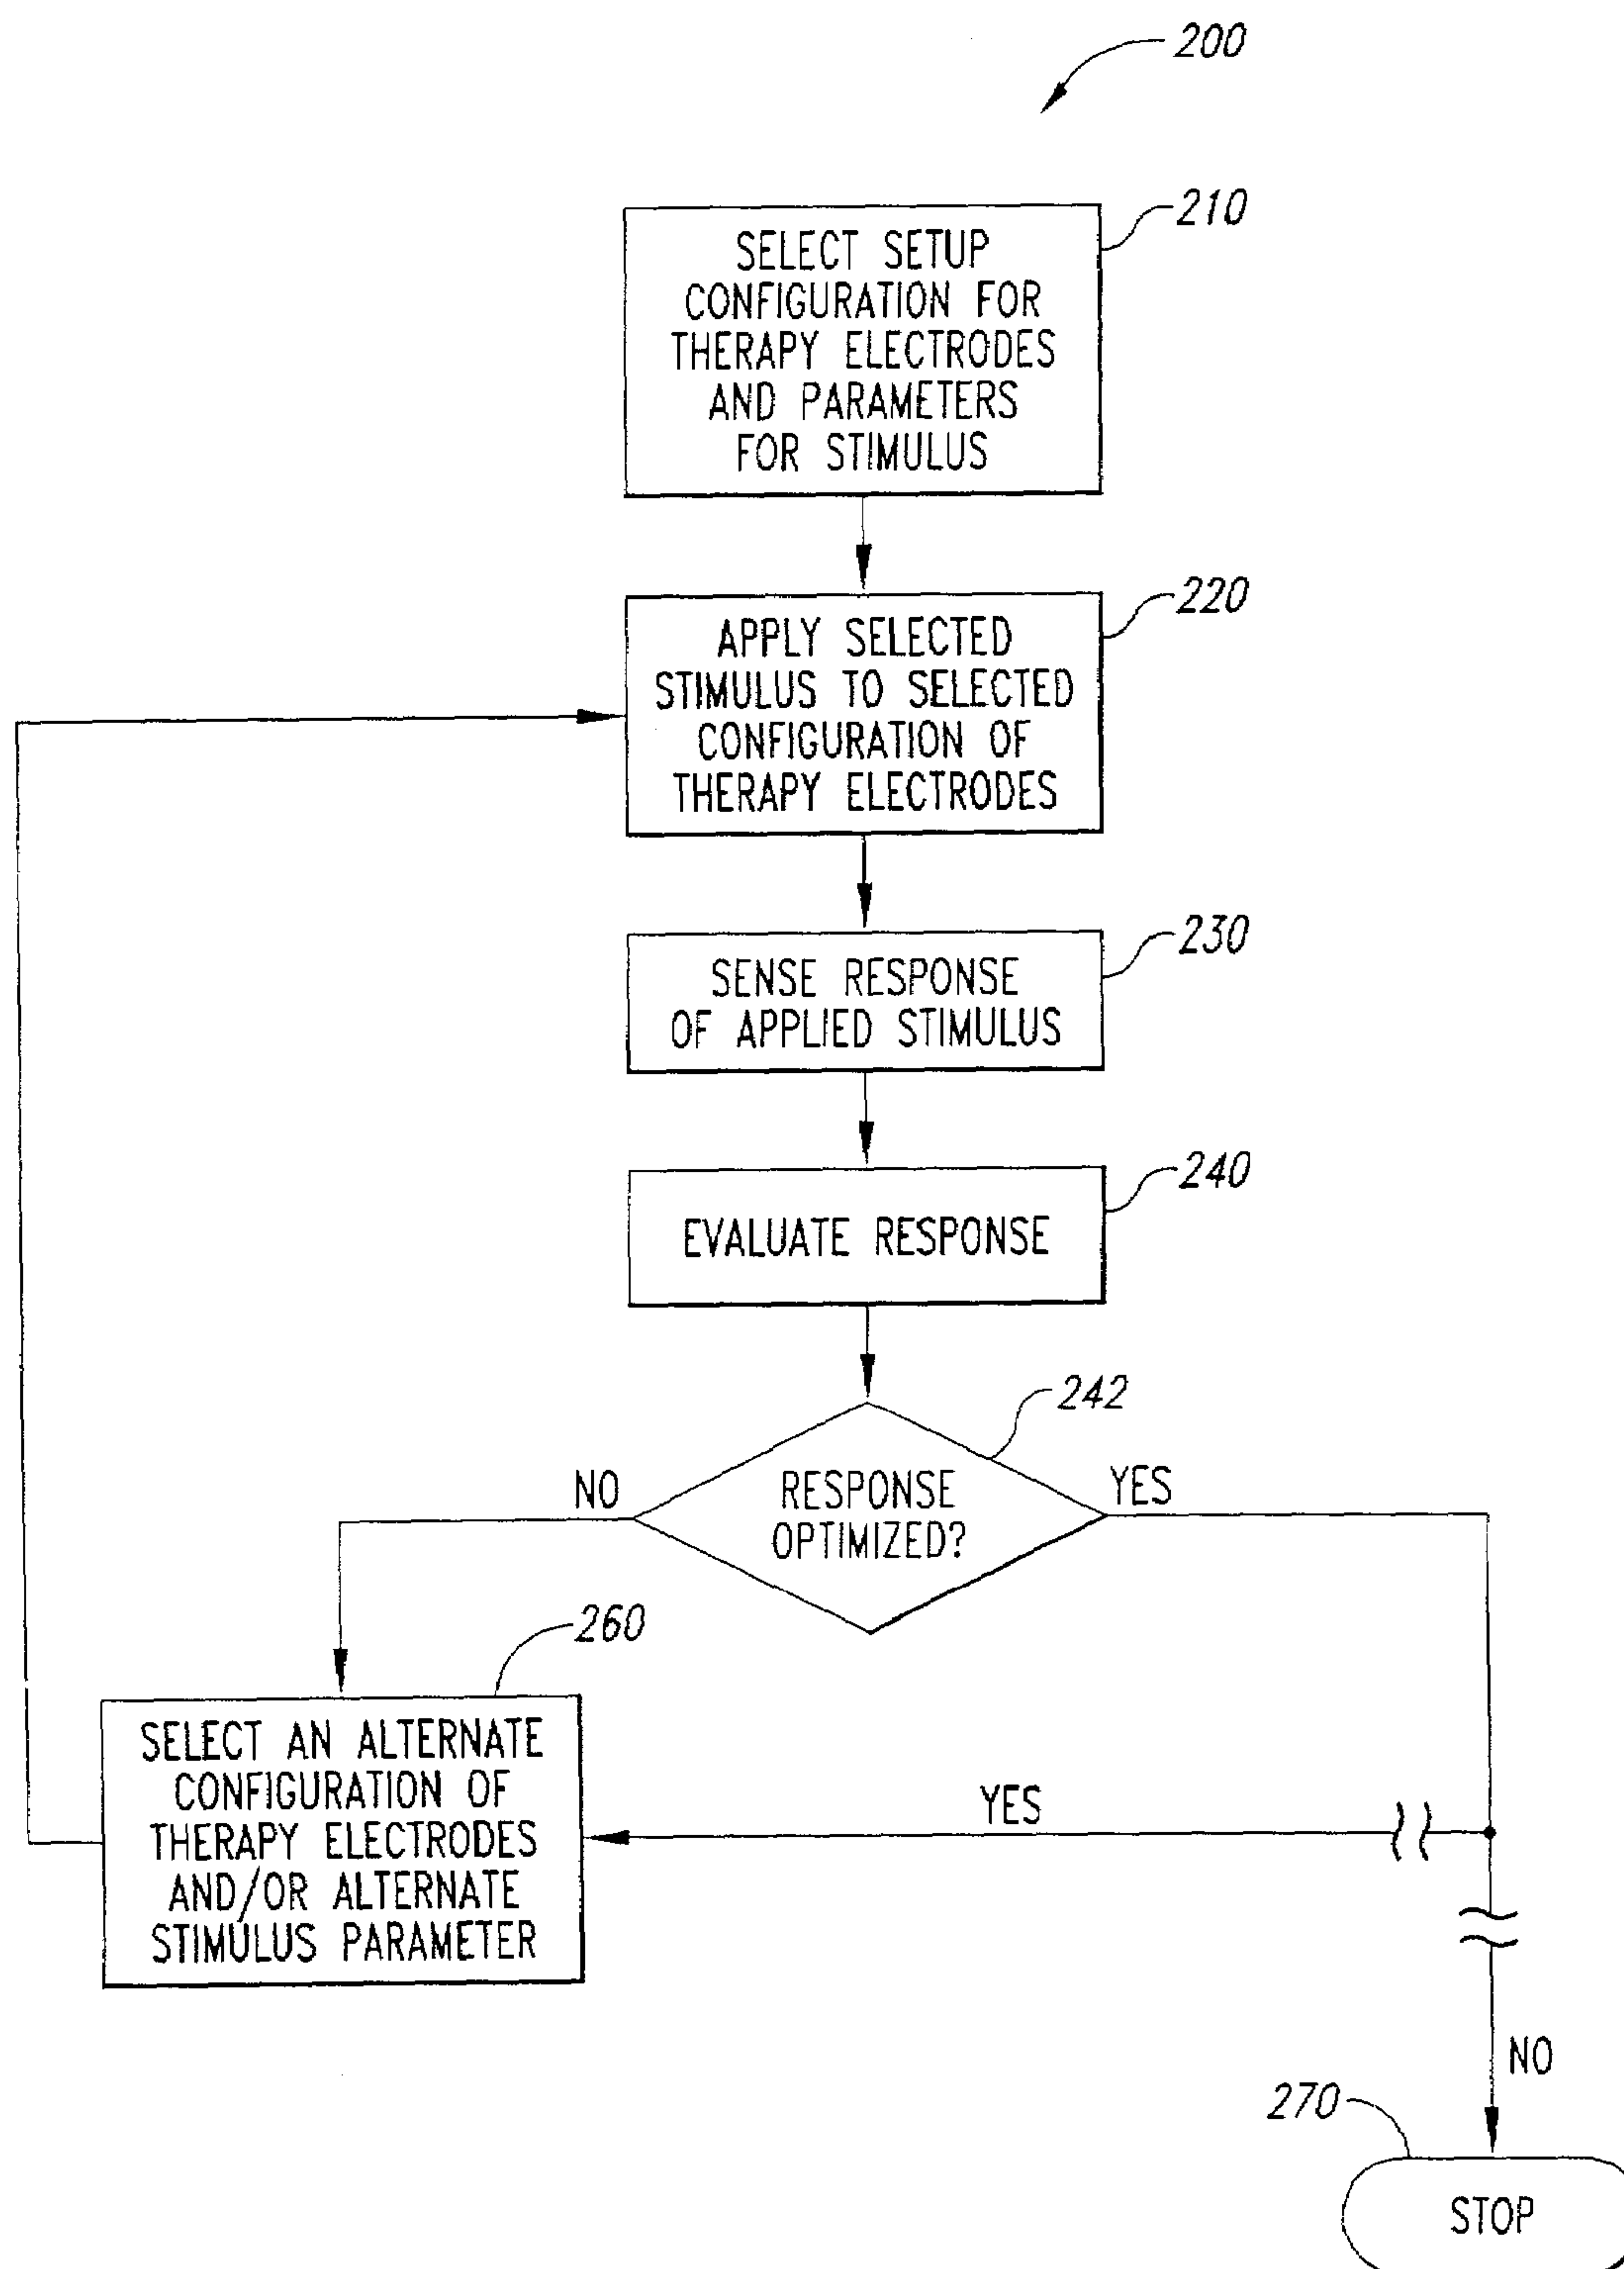 200
210
SELECT SETUP
CONFIGURATION FOR
THERAPY ELECTRODES
AND PARAMETERS
FOR STIMULUS
220
APPLY SELECTED
STIMULUS TO SELECTED
CONFIGURATION OF
THERAPY ELECTRODES
230
SENSE RESPONSE
OF APPLIED STIMULUS
240
EVALUATE RESPONSE
242
NO
RESPONSE
OPTIMIZED?
YES
260
SELECT AN ALTERNATE
CONFIGURATION OF
THERAPY ELECTRODES
AND/OR ALTERNATE
STIMULUS PARAMETER
YES
NO
270
STOP